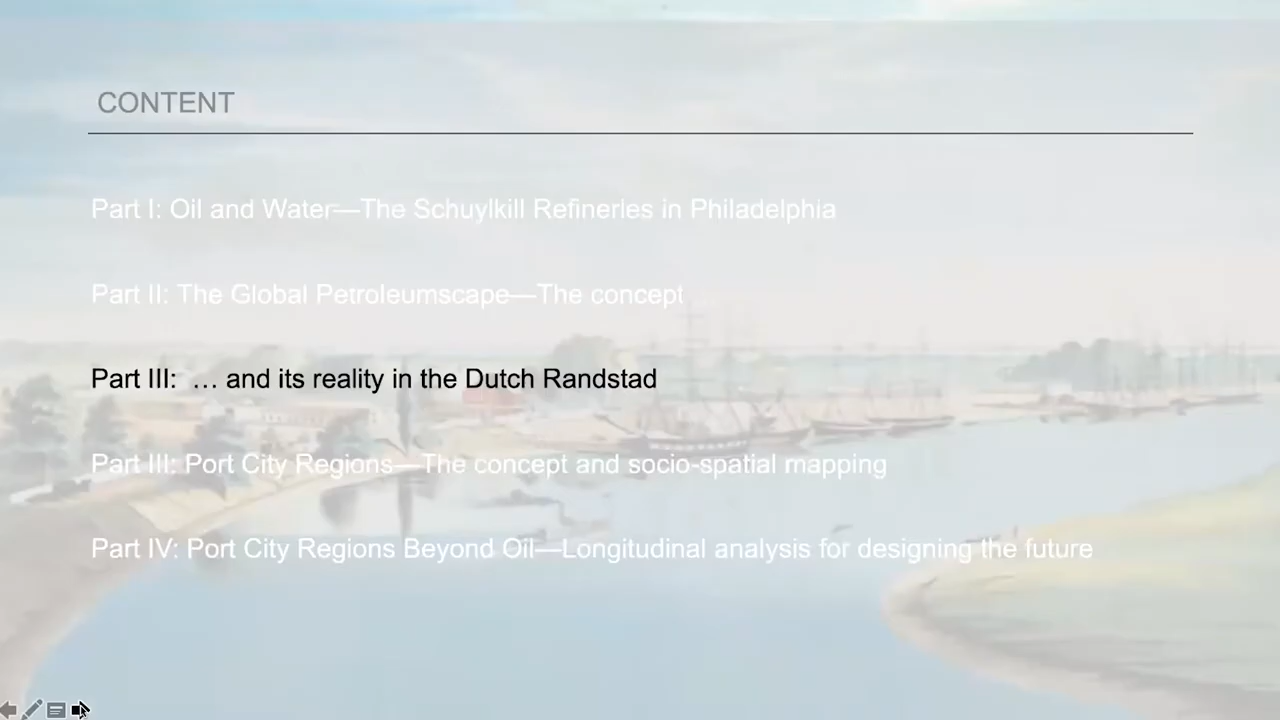 CONTENT
Part I: Oil and Water—The Schuylkill Refineries in Philadelphia
Part II: The Global Petroleumscape—The concept
Part III: … and its reality in the Dutch Randstad
Part III: Port City Regions—The concept and socio-spatial mapping
Part IV: Port City Regions Beyond Oil—Longitudinal analysis for designing the future